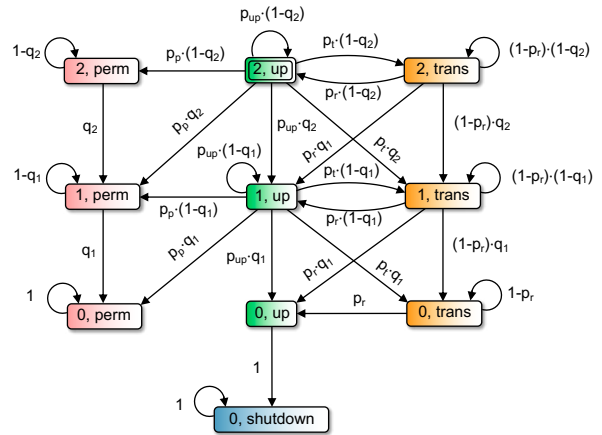 p_up·(1-q_2)
1-q_2
p_p·(1-q_2)
p_t·(1-q_2)
(1-p_r)·(1-q_2)
2, perm
2, up
2, trans
p_r·(1-q_2)
q_2
p_p·q_2
p_up·q_2
p_r·q_1
p_t·q_2
(1-p_r)·q_2
p_up·(1-q_1)
1-q_1
p_t·(1-q_1)
(1-p_r)·(1-q_1)
1, perm
1, up
1, trans
p_p·(1-q_1)
p_r·(1-q_1)
q_1
p_p·q_1
p_up·q_1
p_r·q_1
p_t·q_1
(1-p_r)·q_1
1
p_r
1-p_r
0, perm
0, up
0, trans
1
1
0, shutdown